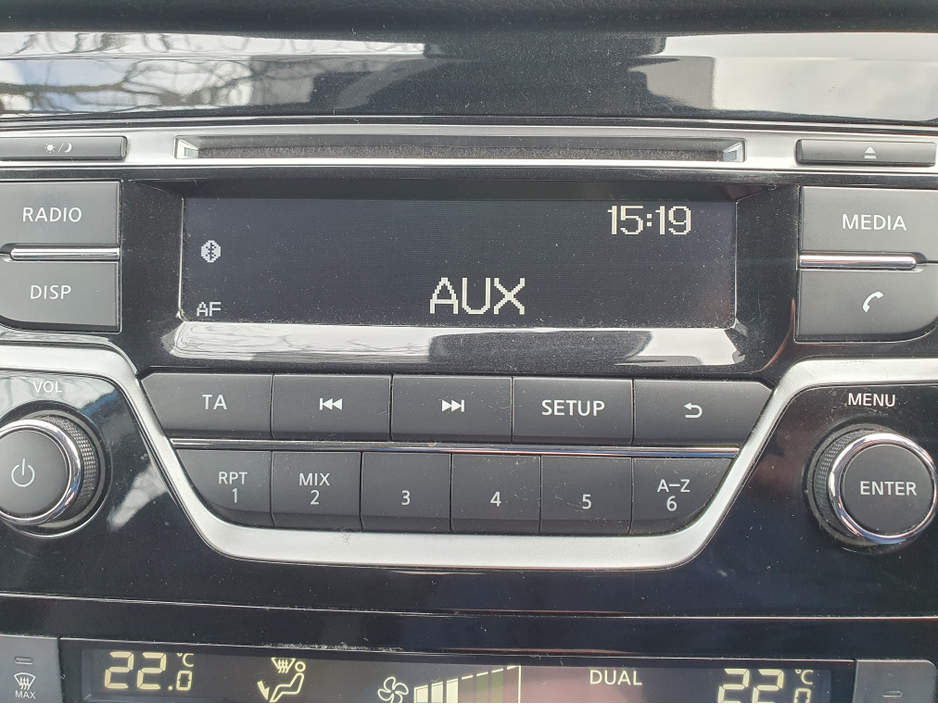 RADIO
MEDIA
15:19
DISP
AUX
AF
VOL
TA
SETUP
MENU
RPT
1
MIX
2
3
4
5
A-Z
6
ENTER
22.0 °C
DUAL
22.0 °C
MAX